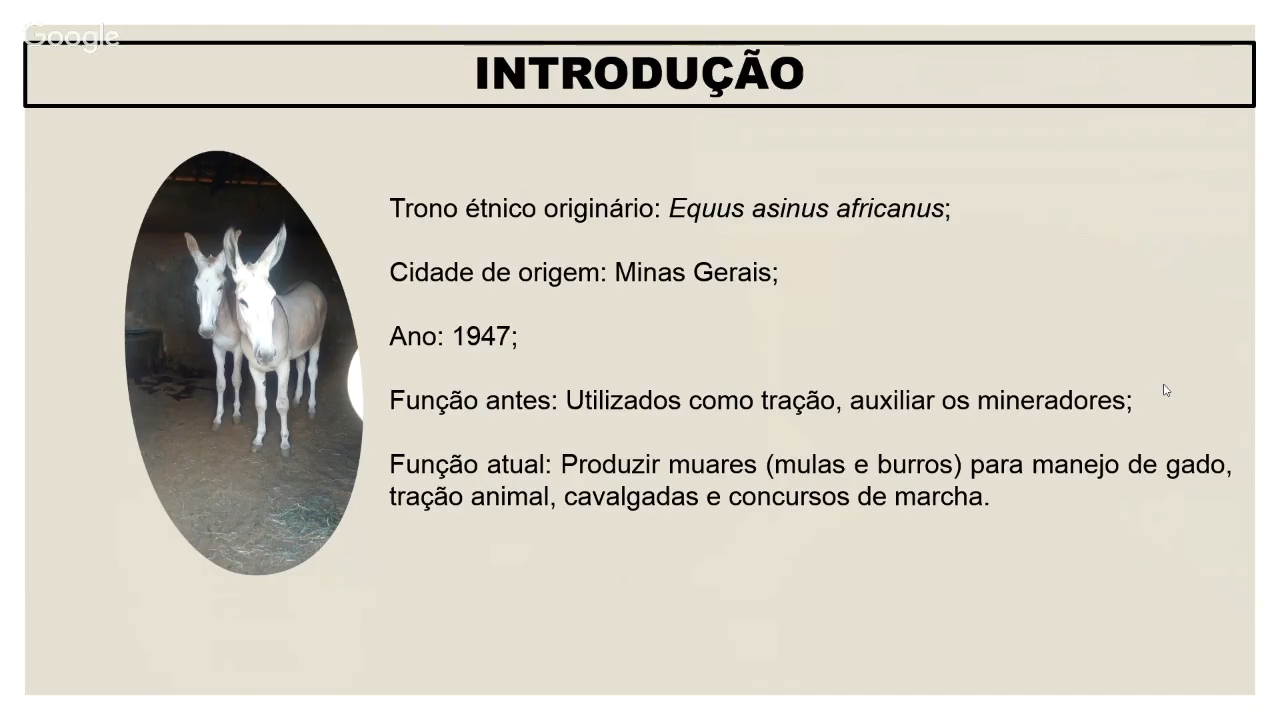 Google
INTRODUÇÃO
Trono étnico originário: Equus asinus africanus;
Cidade de origem: Minas Gerais;
Ano: 1947;
Função antes: Utilizados como tração, auxiliar os mineradores;
Função atual: Produzir muares (mulas e burros) para manejo de gado,
tração animal, cavalgadas e concursos de marcha.